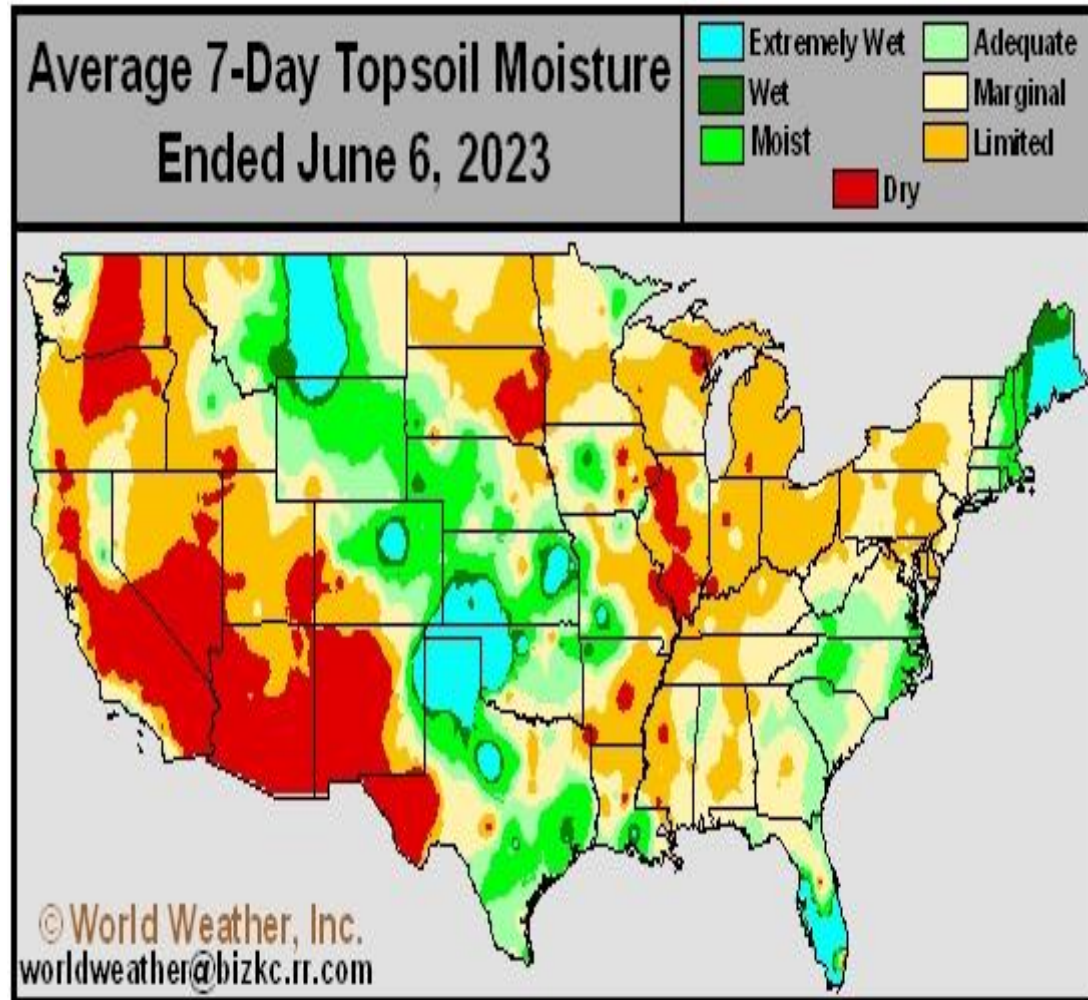 Average 7-Day Topsoil Moisture
Ended June 6, 2023
Extremely Wet
Adequate
Wet
Marginal
Moist
Limited
Dry
© World Weather, Inc.
worldweather@bizkc.rr.com